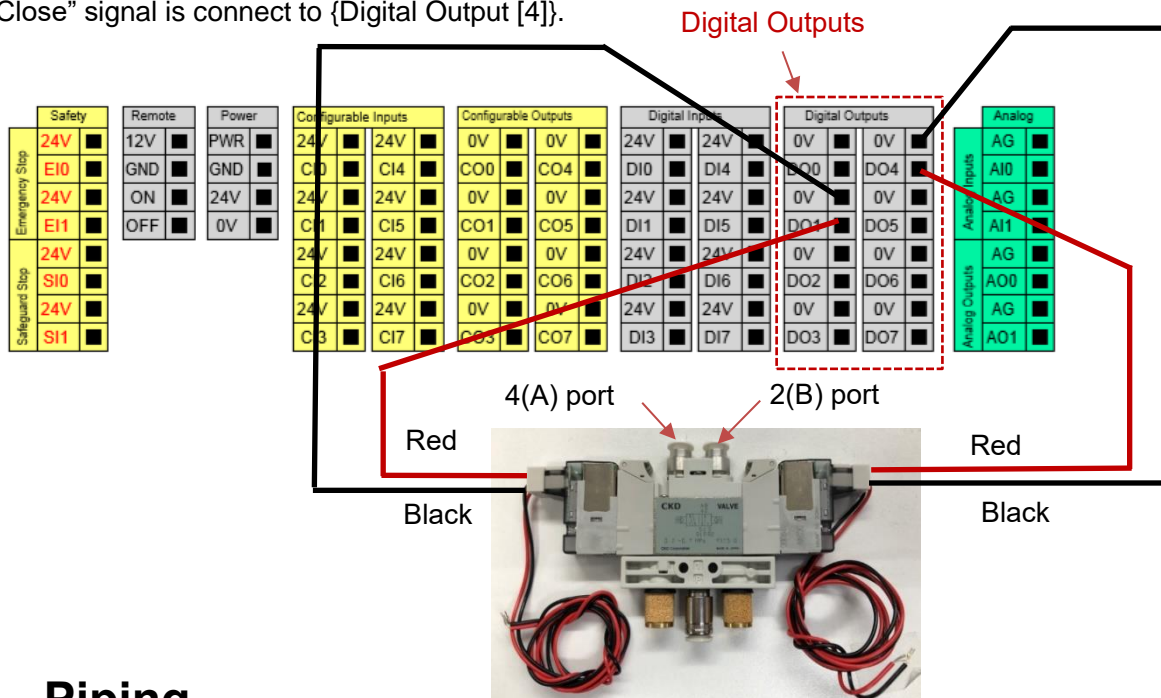 Close” signal is connect to {Digital Output [4]}.
Digital Outputs
Safety
Remote
Power
Configurable Inputs
Configurable Outputs
Digital Inputs
Digital Outputs
Analog
Emergency Stop
24V
EI0
24V
EI1
Safeguard Stop
24V
SI0
24V
SI1
12V
GND
ON
OFF
PWR
GND
24V
0V
24V 24V
CI0 CI4
24V 24V
CI1 CI5
24V 24V
CI2 CI6
24V 24V
CI3 CI7
0V 0V
CO0 CO4
0V 0V
CO1 CO5
0V 0V
CO2 CO6
0V 0V
CO3 CO7
24V 24V
DI0 DI4
24V 24V
DI1 DI5
24V 24V
DI2 DI6
24V 24V
DI3 DI7
0V 0V
DO0 DO4
0V 0V
DO1 DO5
0V 0V
DO2 DO6
0V 0V
DO3 DO7
Analog Inputs
AG
AI0
AG
AI1
Analog Outputs
AG
AO0
AG
AO1
4(A) port
2(B) port
Red
Red
Black
Black
CKD VALVE
Piping